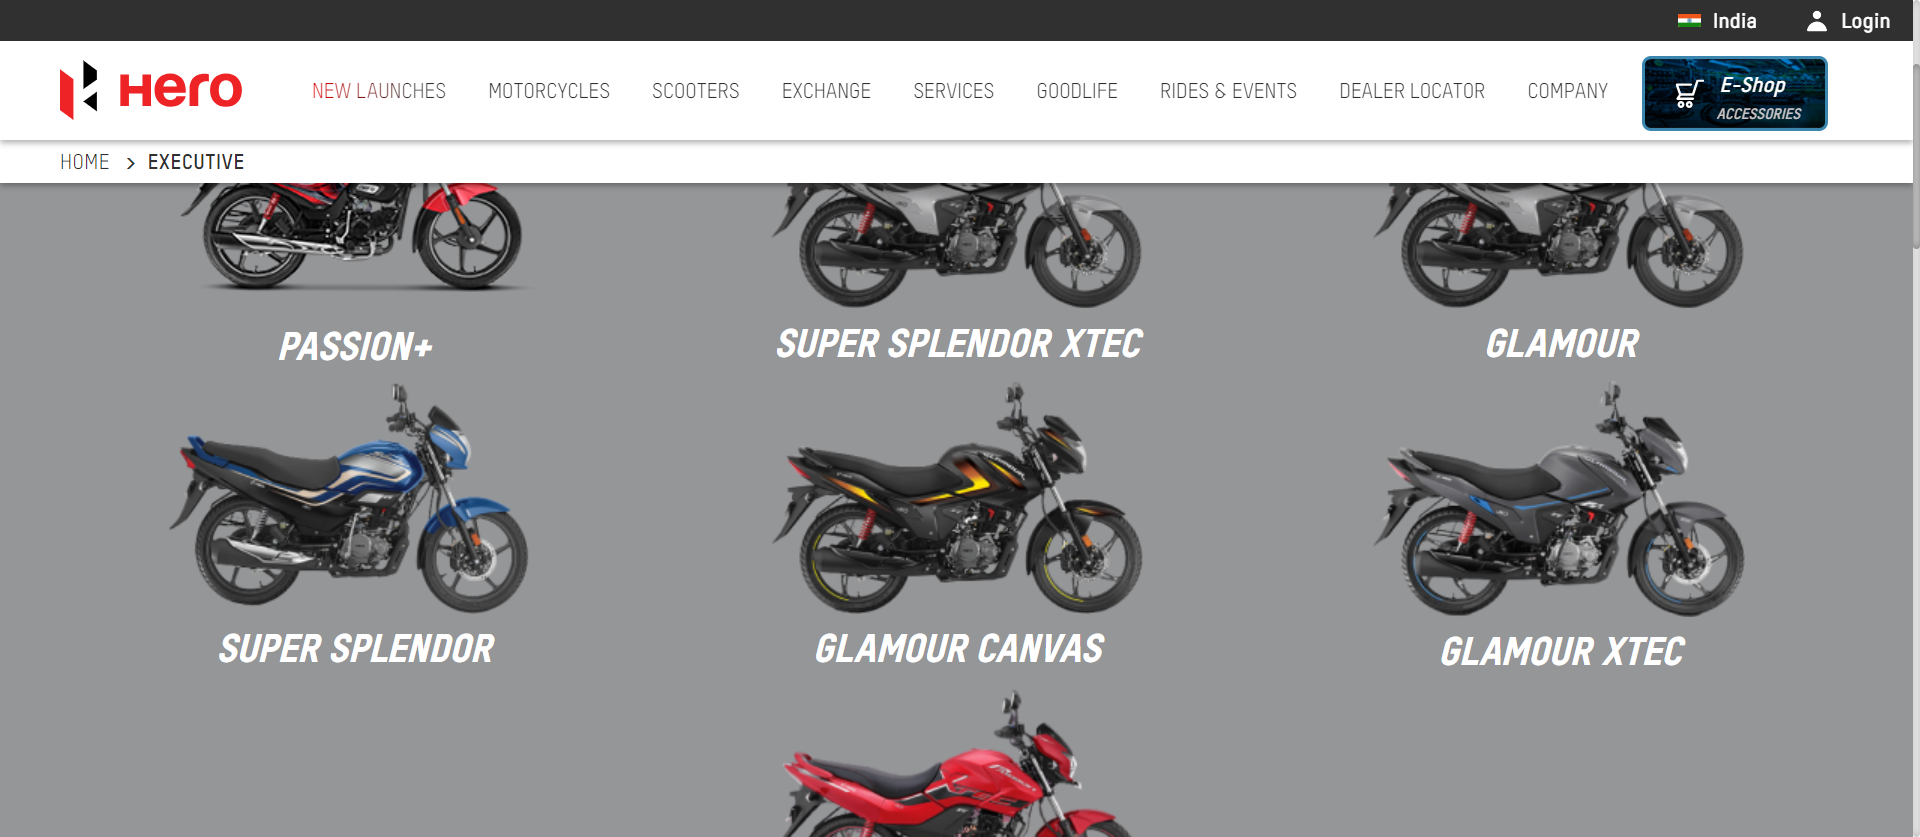 India
Login
Hero
NEW LAUNCHES
MOTORCYCLES
SCOOTERS
EXCHANGE
SERVICES
GOODLIFE
RIDES & EVENTS
DEALER LOCATOR
COMPANY
E-Shop
ACCESSORIES
HOME > EXECUTIVE
PASSION+
SUPER SPLENDOR XTEC
GLAMOUR
SUPER SPLENDOR
GLAMOUR CANVAS
GLAMOUR XTEC